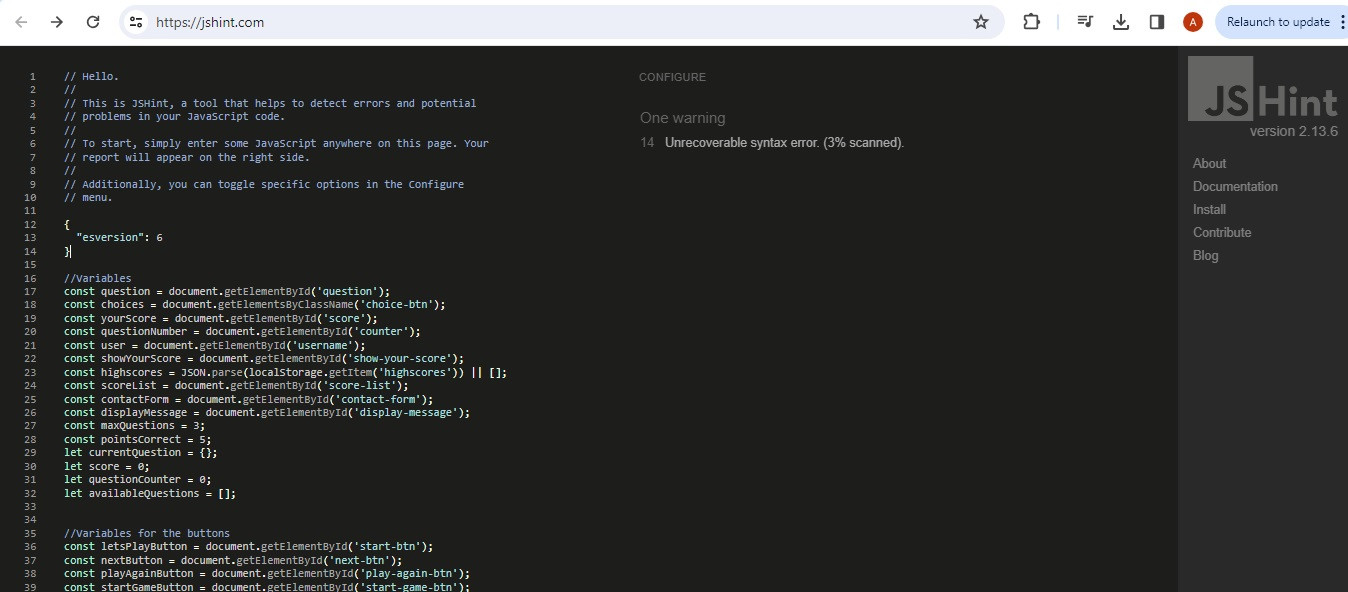 https://jshint.com
A
Relaunch to update
1 // Hello.
2 //
3 // This is JSHint, a tool that helps to detect errors and potential
4 // problems in your JavaScript code.
5 //
6 // To start, simply enter some JavaScript anywhere on this page. Your
7 // report will appear on the right side.
8 //
9 // Additionally, you can toggle specific options in the Configure
10 // menu.
11
12 {
13 "esversion": 6
14 }
15
16 //Variables
17 const question = document.getElementById('question');
18 const choices = document.getElementsByClassName('choice-btn');
19 const yourScore = document.getElementById('score');
20 const questionNumber = document.getElementById('counter');
21 const user = document.getElementById('username');
22 const showYourScore = document.getElementById('show-your-score');
23 const highscores = JSON.parse(localStorage.getItem('highscores')) || [];
24 const scoreList = document.getElementById('score-list');
25 const contactForm = document.getElementById('contact-form');
26 const displayMessage = document.getElementById('display-message');
27 const maxQuestions = 3;
28 const pointsCorrect = 5;
29 let currentQuestion = {};
30 let score = 0;
31 let questionCounter = 0;
32 let availableQuestions = [];
33
34
35 //Variables for the buttons
36 const letsPlayButton = document.getElementById('start-btn');
37 const nextButton = document.getElementById('next-btn');
38 const playAgainButton = document.getElementById('play-again-btn');
39 const startGameButton = document.getElementById('start-game-btn');
CONFIGURE
One warning
14 Unrecoverable syntax error. (3% scanned).
JSHint
version 2.13.6
About
Documentation
Install
Contribute
Blog